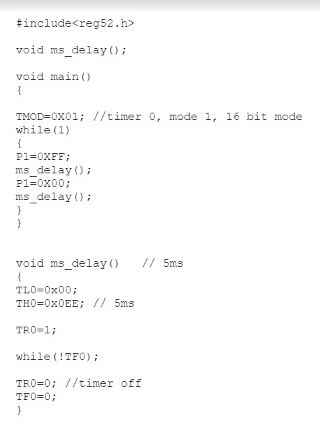 #include<reg52.h>
void ms_delay();
void main()
{
TMOD=0X01; //timer 0, mode 1, 16 bit mode
while(1)
{
P1=0XFF;
ms_delay();
P1=0X00;
ms_delay();
}
}
void ms_delay() // 5ms
{
TL0=0x00;
TH0=0x0EE; // 5ms
TR0=1;
while(!TF0);
TR0=0; //timer off
TF0=0;
}